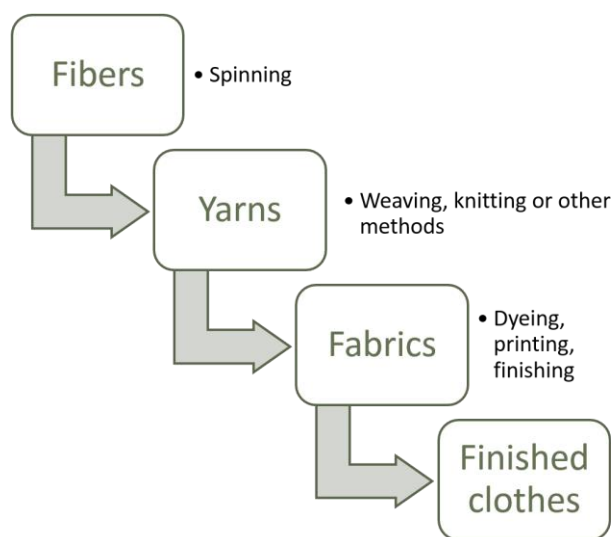 Fibers
• Spinning
Yarns
• Weaving, knitting or other
methods
Fabrics
• Dyeing,
printing,
finishing
Finished
clothes